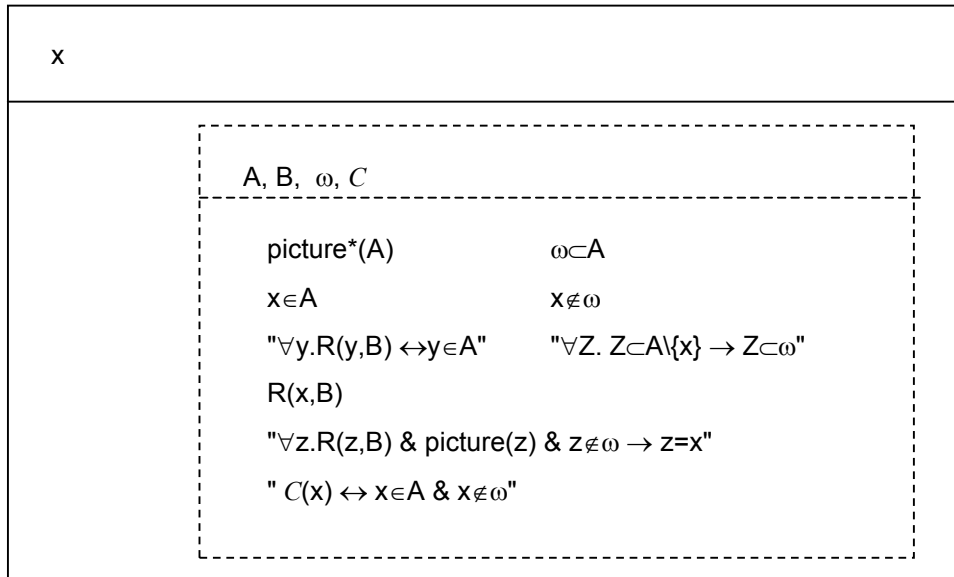 x
A, B, ω, C
picture*(A) ω⊂A
x∈A x∉ω
"∀y.R(y,B) ↔y∈A" "∀Z. Z⊂A\{x} → Z⊂ω"
R(x,B)
"∀z.R(z,B) & picture(z) & z∉ω → z=x"
" C(x) ↔ x∈A & x∉ω"